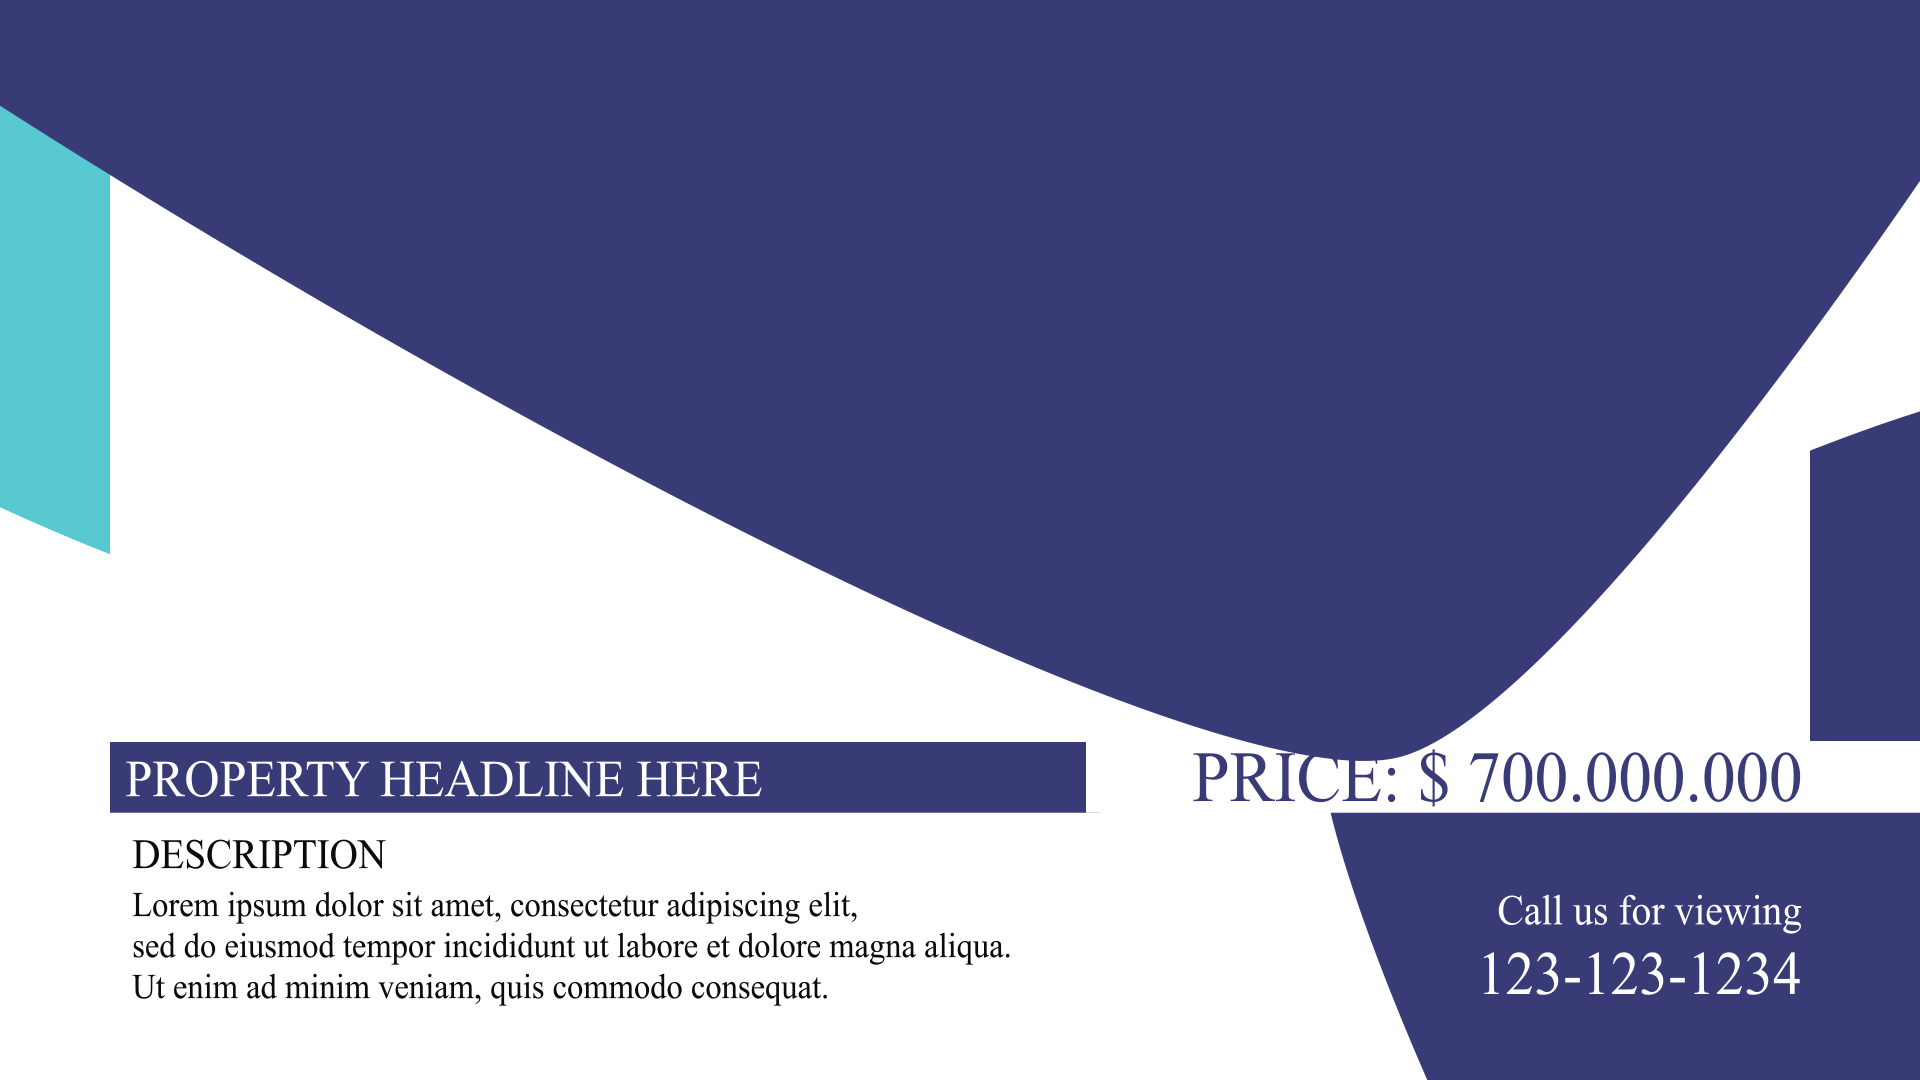 PROPERTY HEADLINE HERE
PRICE: $ 700.000.000
DESCRIPTION
Lorem ipsum dolor sit amet, consectetur adipiscing elit,
sed do eiusmod tempor incididunt ut labore et dolore magna aliqua.
Ut enim ad minim veniam, quis commodo consequat.
Call us for viewing
123-123-1234